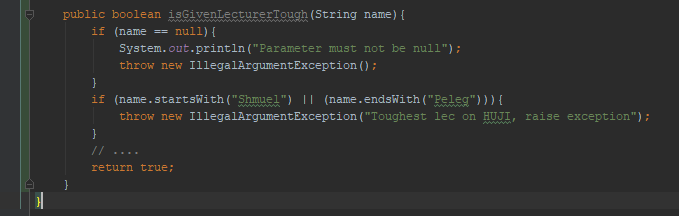 public boolean isGivenLecturerTough(String name){
if (name == null){
System.out.println("Parameter must not be null");
throw new IllegalArgumentException();
}
if (name.startsWith("Shmuel") || (name.endsWith("Peleg"))){
throw new IllegalArgumentException("Toughest lec on HUJI, raise exception");
}
// ....
return true;
}
}